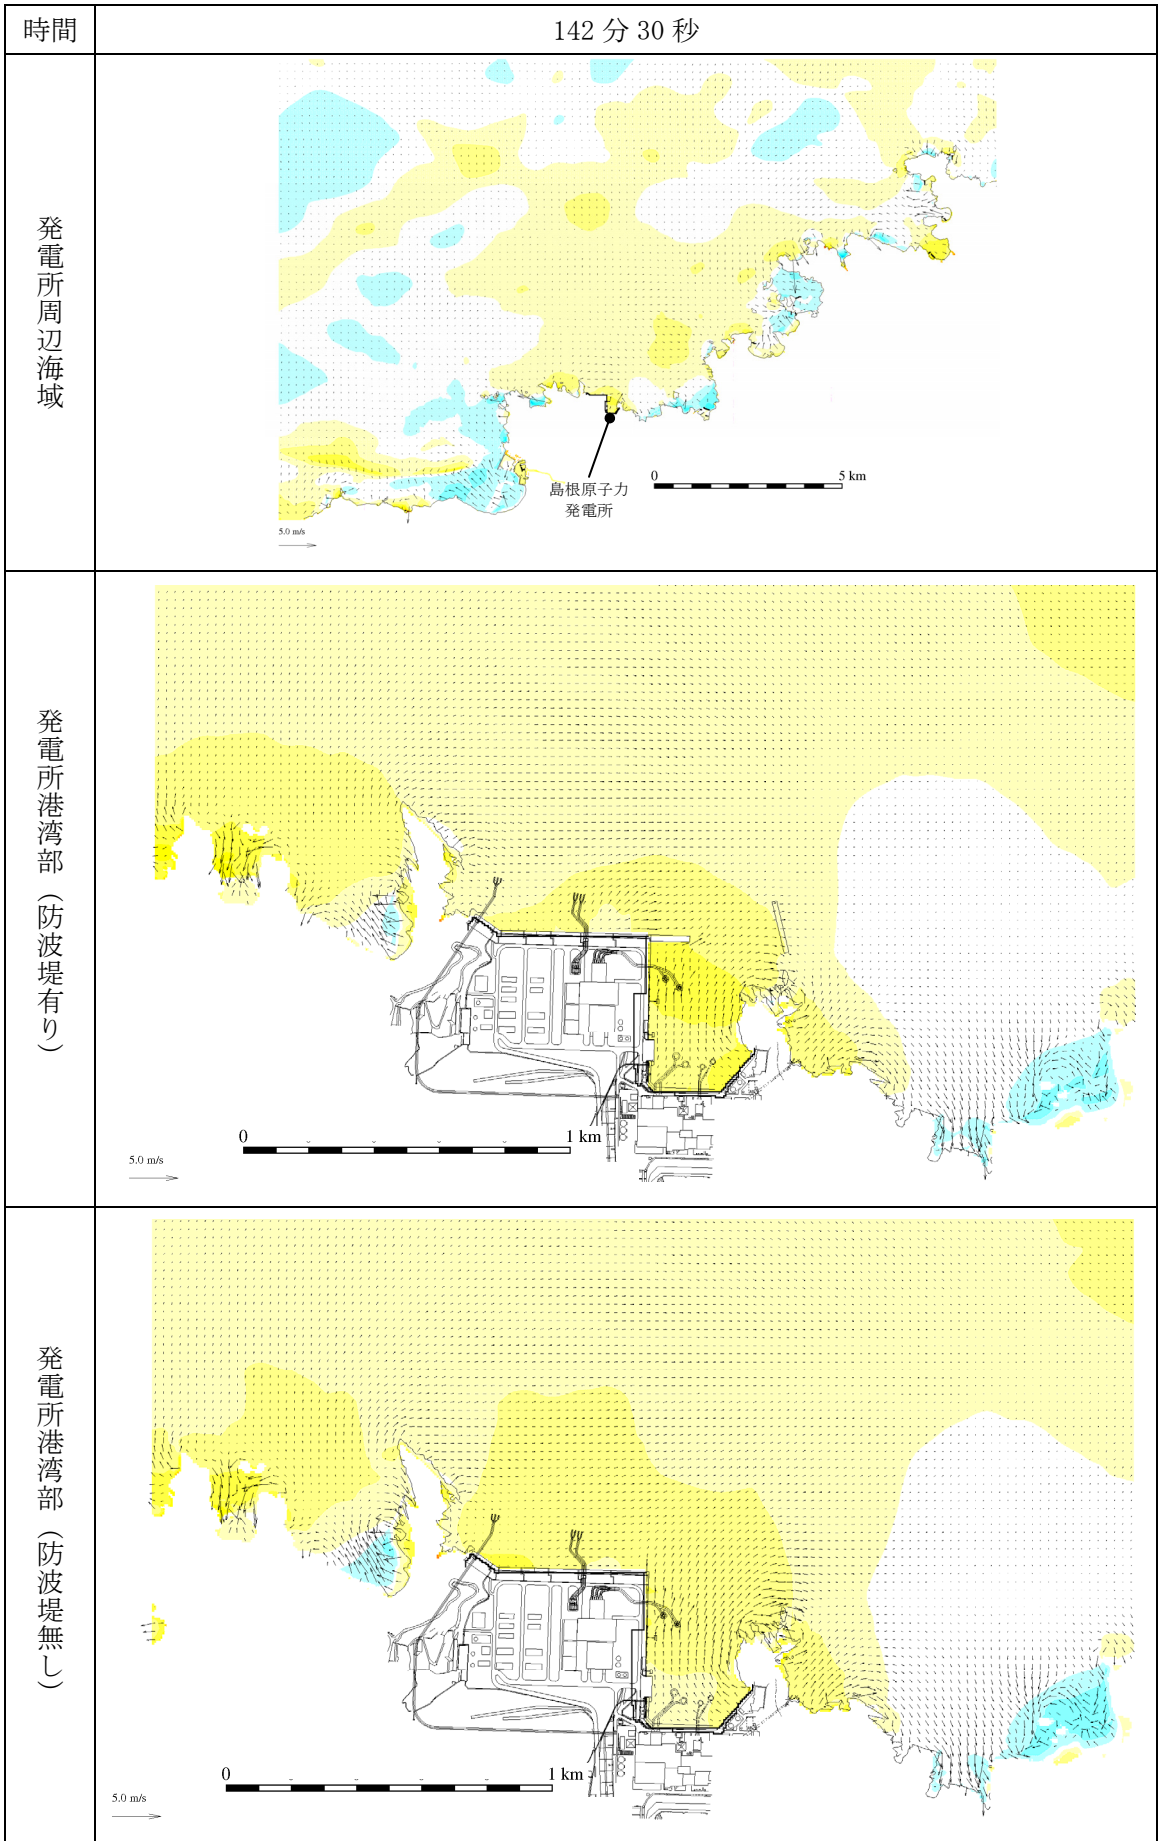 時間
142 分 30 秒
発電所周辺海域
島根原子力
発電所
0
5 km
5.0 m/s
発電所港湾部（防波堤有り）
0
1 km
5.0 m/s
発電所港湾部（防波堤無し）
0
1 km
5.0 m/s